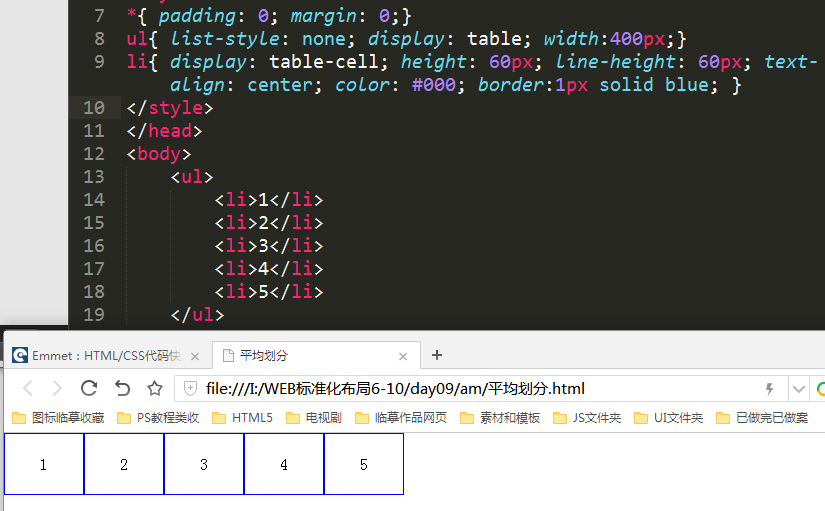 7 *{ padding: 0; margin: 0;}
8 ul{ list-style: none; display: table; width:400px;}
9 li{ display: table-cell; height: 60px; line-height: 60px; text-
align: center; color: #000; border:1px solid blue; }
10 </style>
11 </head>
12 <body>
13 <ul>
14 <li>1</li>
15 <li>2</li>
16 <li>3</li>
17 <li>4</li>
18 <li>5</li>
19 </ul>
Emmet：HTML/CSS代码快 平均划分
file:///I:/WEB标准化布局6-10/day09/am/平均划分.html
图标临摹收藏 PS教程类收 HTML5 电视剧 临摹作品网页 素材和模板 JS文件夹 UI文件夹 已做完已做案
1 2 3 4 5